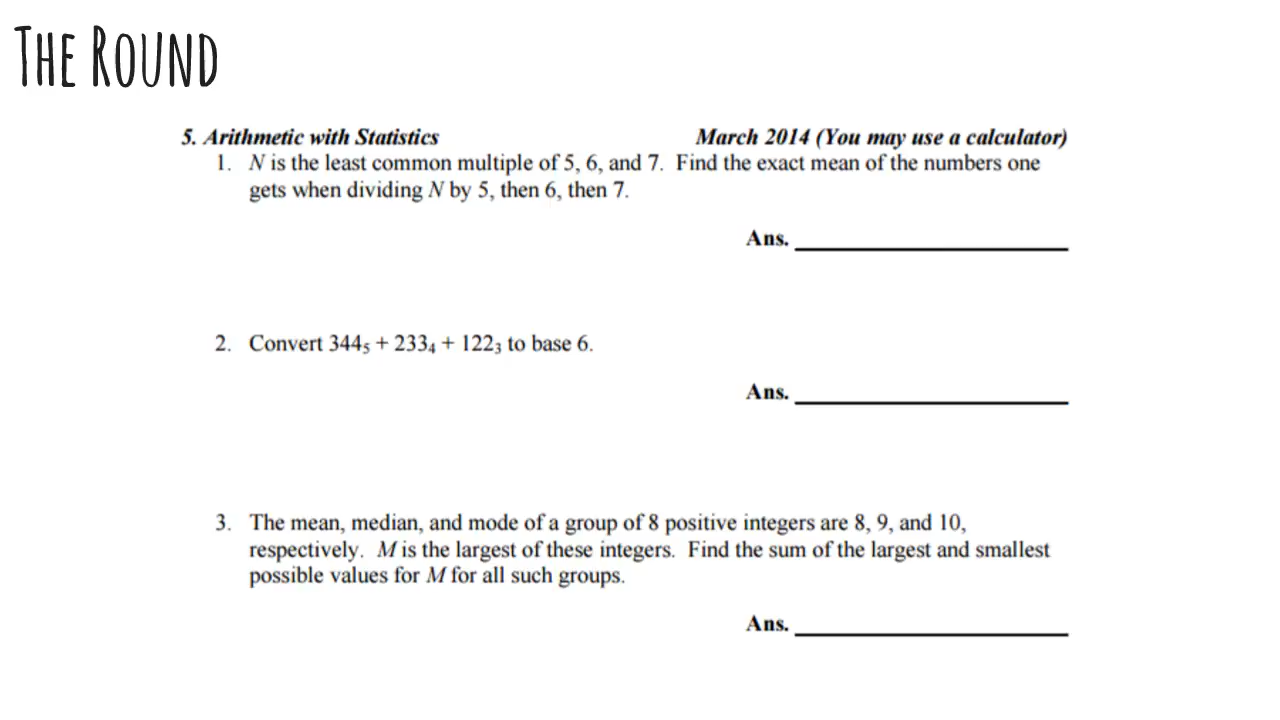 THE ROUND
5. Arithmetic with Statistics March 2014 (You may use a calculator)
1. N is the least common multiple of 5, 6, and 7. Find the exact mean of the numbers one
gets when dividing N by 5, then 6, then 7.
Ans. ____________________
2. Convert 344₅ + 233₄ + 122₃ to base 6.
Ans. ____________________
3. The mean, median, and mode of a group of 8 positive integers are 8, 9, and 10,
respectively. M is the largest of these integers. Find the sum of the largest and smallest
possible values for M for all such groups.
Ans. ____________________